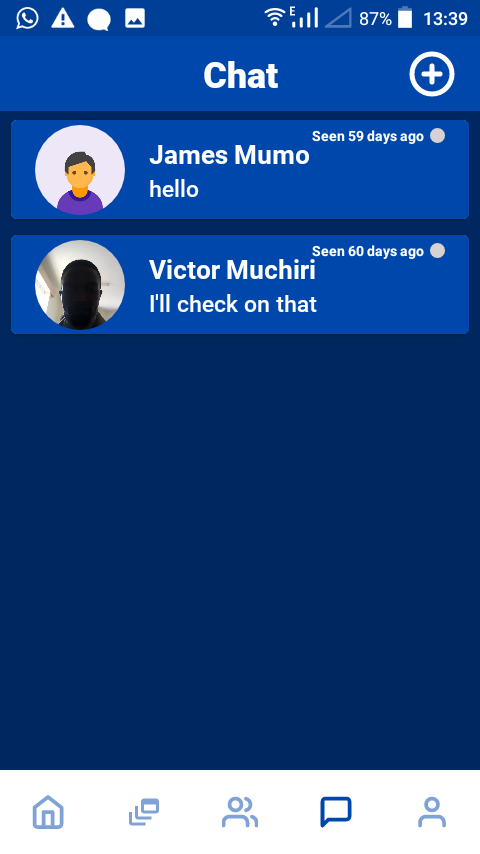 E 87% 13:39
Chat
Seen 59 days ago
James Mumo
hello
Seen 60 days ago
Victor Muchiri
I'll check on that